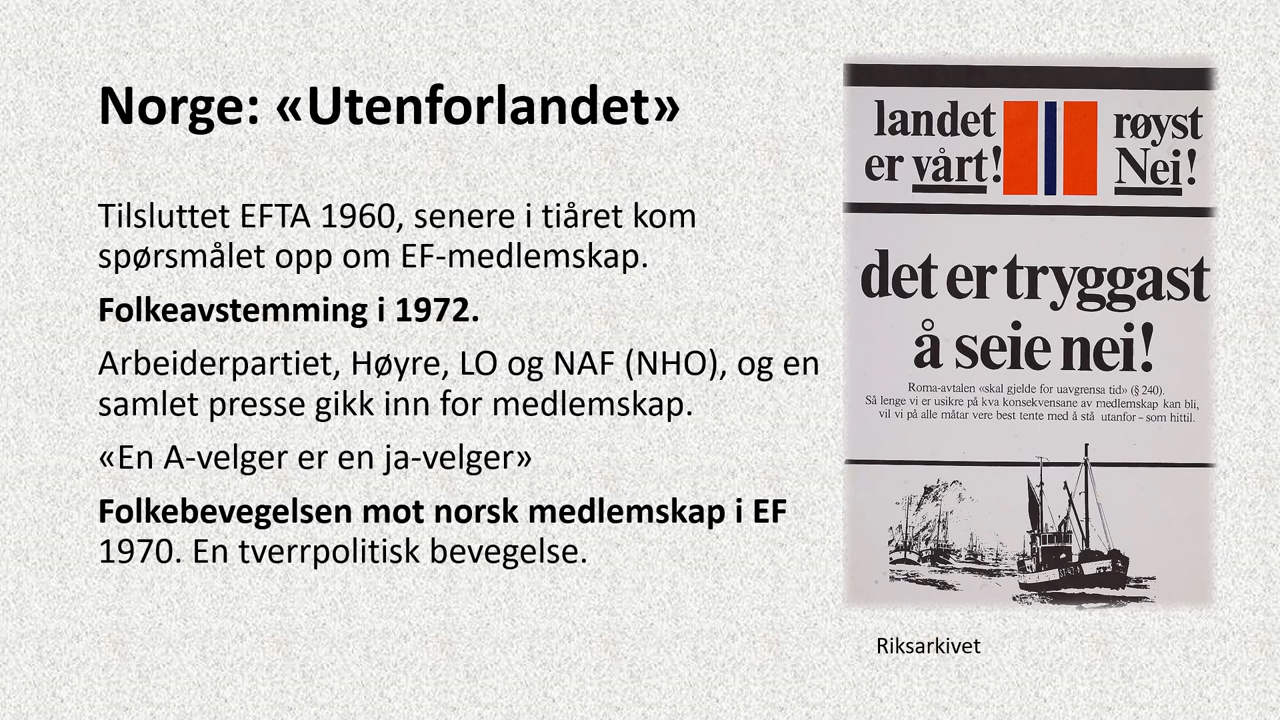 Norge: «Utenforlandet»
Tilsluttet EFTA 1960, senere i tiåret kom
spørsmålet opp om EF-medlemskap.
Folkeavstemming i 1972.
Arbeiderpartiet, Høyre, LO og NAF (NHO), og en
samlet presse gikk inn for medlemskap.
«En A-velger er en ja-velger»
Folkebevegelsen mot norsk medlemskap i EF
1970. En tverrpolitisk bevegelse.
landet
er vårt!
røyst
Nei!
det er tryggast
å seie nei!
Roma-avtalen «skal gjelde for uavgrensa tid» (§ 240).
Så lenge vi er usikre på kva konsekvensane av medlemskap kan bli,
vil vi på alle måtar vere best tente med å stå utanfor – som hittil.
Riksarkivet